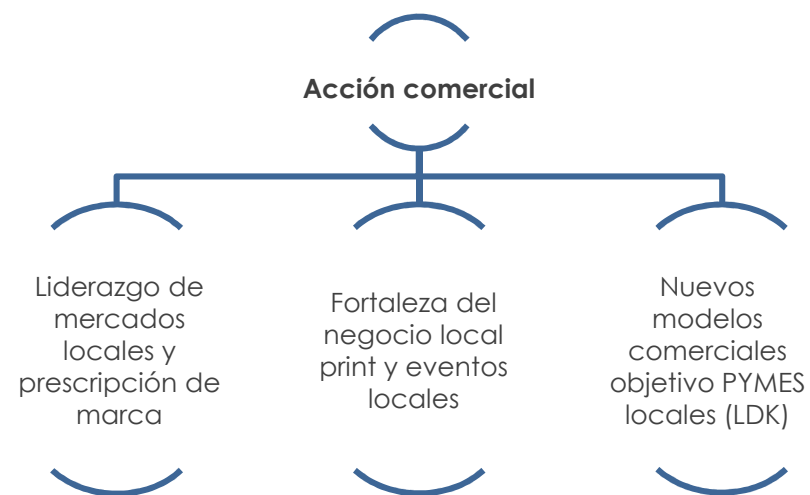 Acción comercial
Liderazgo de
mercados
locales y
prescripción de
marca
Fortaleza del
negocio local
print y eventos
locales
Nuevos
modelos
comerciales
objetivo PYMES
locales (LDK)